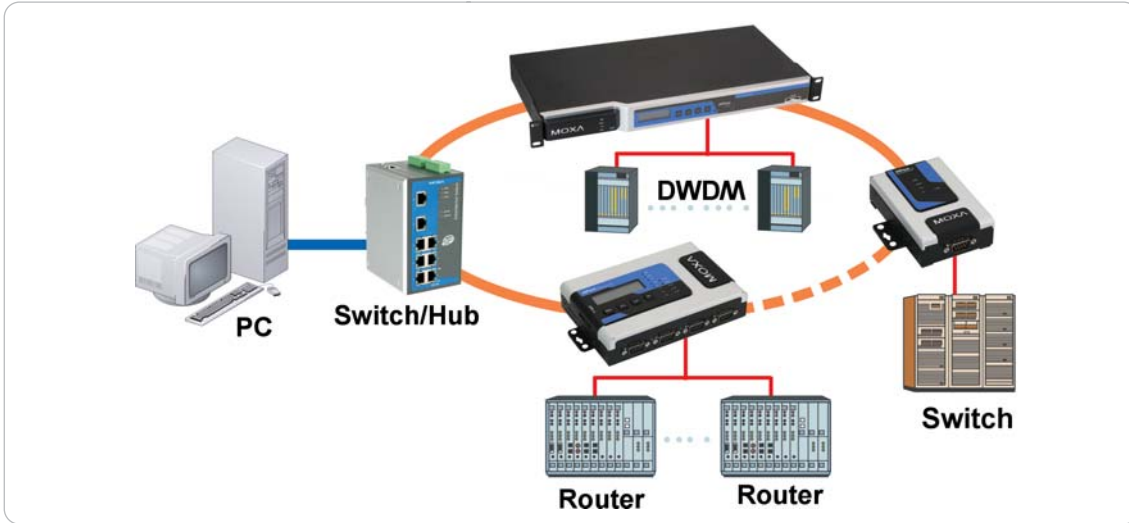 MOXA
DWDM
MOXA
MOXA
PC
Switch/Hub
Switch
Router
Router